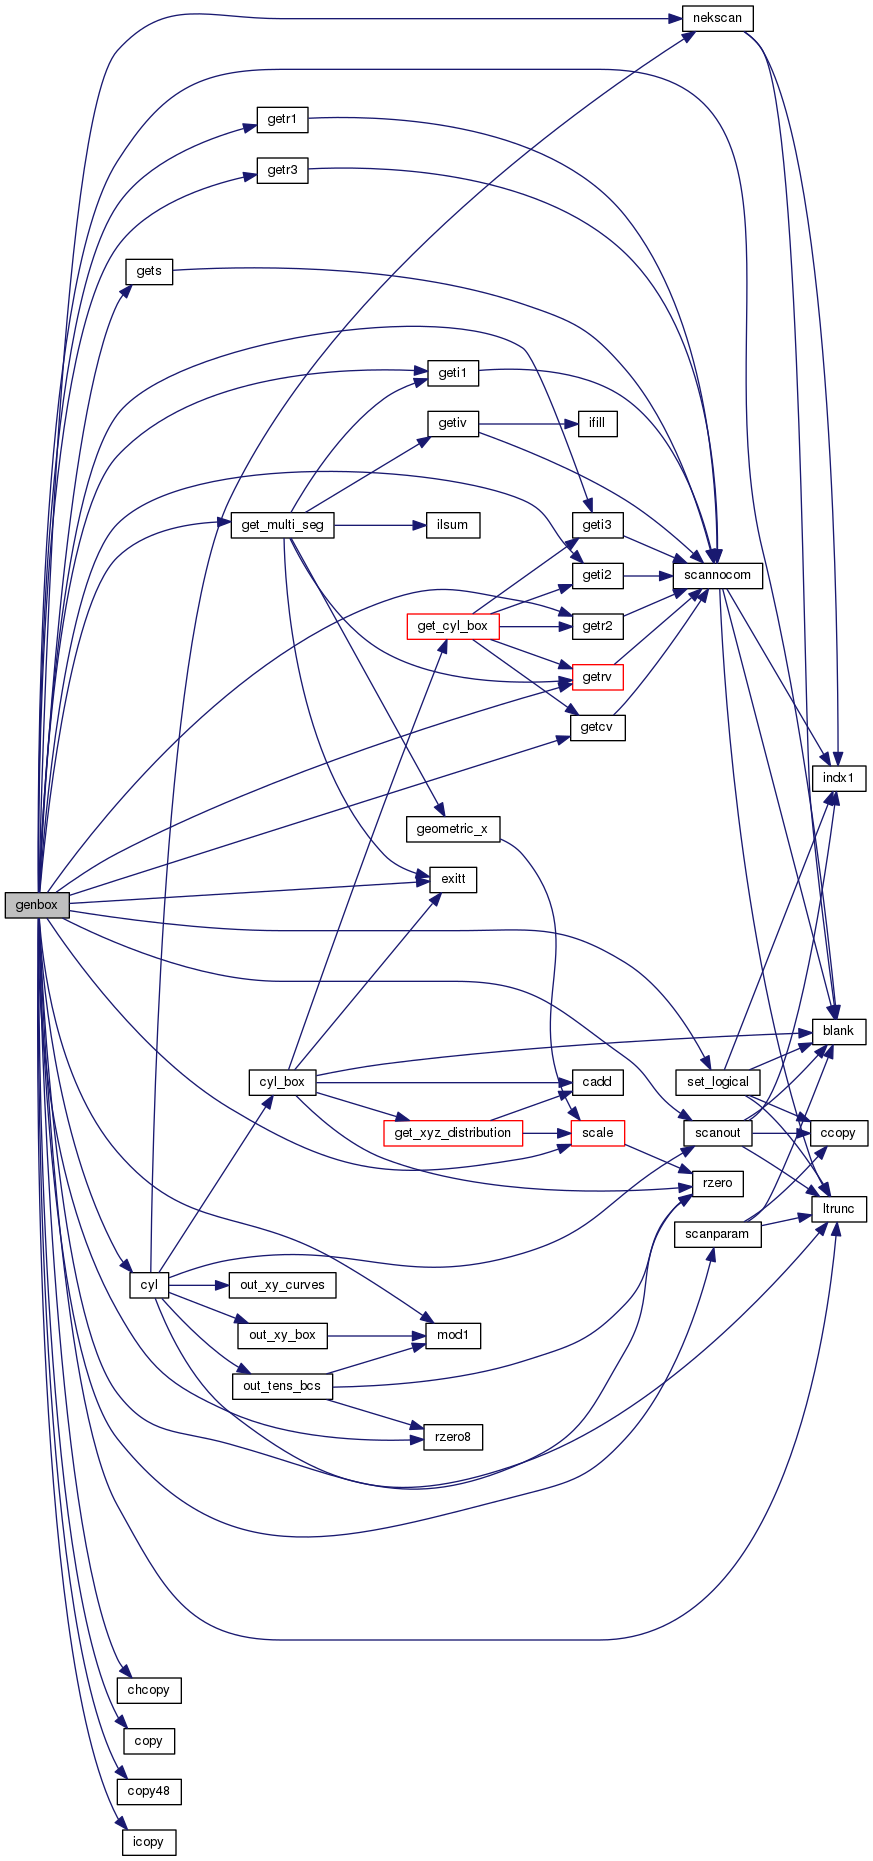 nekscan
getr1
getr3
gets
geti1
getiv
ifill
get_multi_seg
ilsum
geti3
geti2
scannocom
get_cyl_box
getr2
getrv
getcv
indx1
geometric_x
exitt
genbox
blank
cyl_box
cadd
set_logical
get_xyz_distribution
scale
scanout
ccopy
rzero
ltrunc
scanparam
cyl
out_xy_curves
out_xy_box
mod1
out_tens_bcs
rzero8
chcopy
copy
copy48
icopy